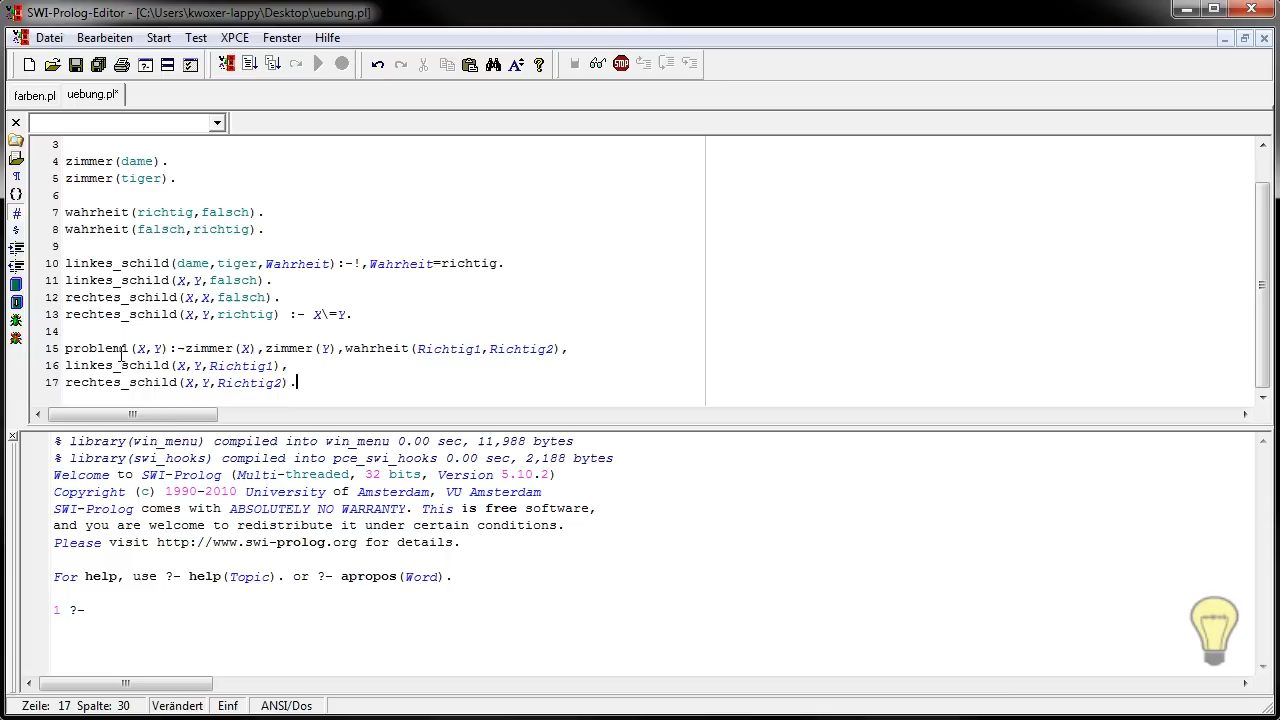 SWI-Prolog-Editor - [C:\Users\kwoxer-lappy\Desktop\uebung.pl]
Datei Bearbeiten Start Test XPCE Fenster Hilfe
farben.pl uebung.pl*
3
4 zimmer(dame).
5 zimmer(tiger).
6
7 wahrheit(richtig,falsch).
8 wahrheit(falsch,richtig).
9
10 linkes_schild(dame,tiger,Wahrheit):-!,Wahrheit=richtig.
11 linkes_schild(X,Y,falsch).
12 rechtes_schild(X,X,falsch).
13 rechtes_schild(X,Y,richtig) :- X\=Y.
14
15 problem1(X,Y):-zimmer(X),zimmer(Y),wahrheit(Richtig1,Richtig2),
16 linkes_schild(X,Y,Richtig1),
17 rechtes_schild(X,Y,Richtig2).
% library(win_menu) compiled into win_menu 0.00 sec, 11,988 bytes
% library(swi_hooks) compiled into pce_swi_hooks 0.00 sec, 2,188 bytes
Welcome to SWI-Prolog (Multi-threaded, 32 bits, Version 5.10.2)
Copyright (c) 1990-2010 University of Amsterdam, VU Amsterdam
SWI-Prolog comes with ABSOLUTELY NO WARRANTY. This is free software,
and you are welcome to redistribute it under certain conditions.
Please visit http://www.swi-prolog.org for details.
For help, use ?- help(Topic). or ?- apropos(Word).
1 ?-
Zeile: 17 Spalte: 30 Verändert Einf ANSI/Dos